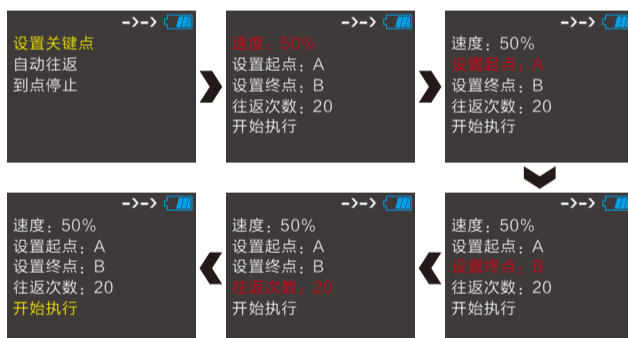 ->->
设置关键点
自动往返
到点停止
->->
速度：50%
设置起点：A
设置终点：B
往返次数：20
开始执行
->->
速度：50%
设置起点：A
设置终点：B
往返次数：20
开始执行
->->
速度：50%
设置起点：A
设置终点：B
往返次数：20
开始执行
->->
速度：50%
设置起点：A
设置终点：B
往返次数：20
开始执行
->->
速度：50%
设置起点：A
设置终点：B
往返次数：20
开始执行